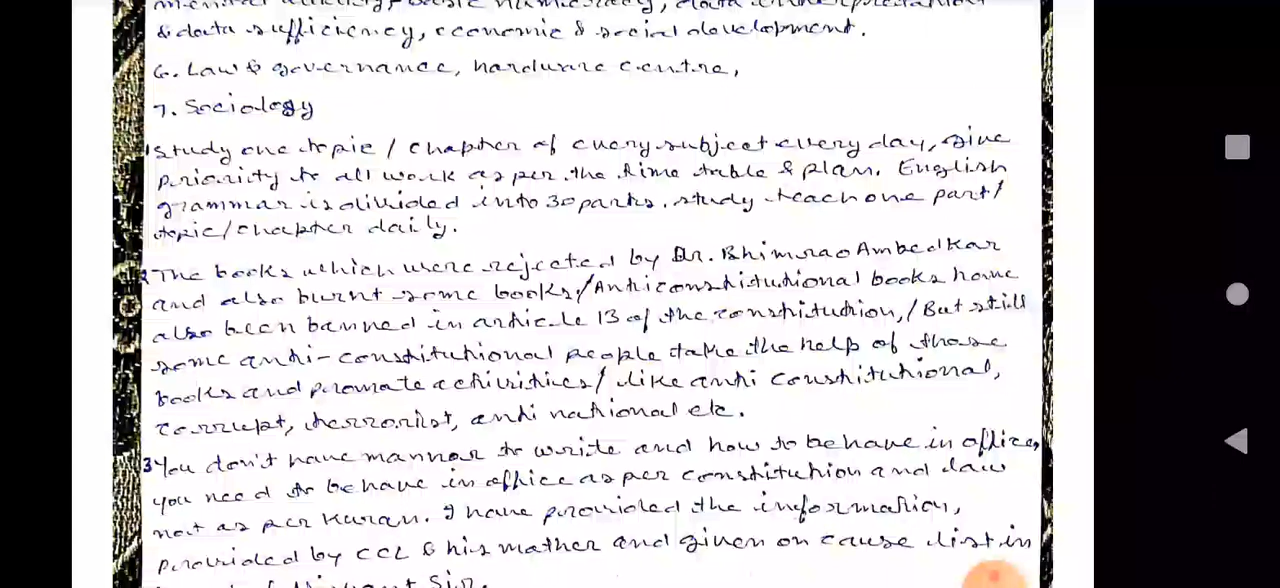 & data sufficiency, economic & social development.
6. Law & governance, hardware centre,
7. Sociology
1 Study one topic / chapter of every subject every day, give
priority to all work as per the time table & plan. English
grammar is divided into 30 parts. study teach one part/
topic/chapter daily.
2 The books which were rejected by Dr. Bhimrao Ambedkar
and also burnt some books/Anticonstitutional books have
also been banned in article 13 of the constitution,/But still
some anti-constitutional people take the help of those
books and promote activities/ like anti constitutional,
corrupt, terrorist, anti national etc.
3 You don't have mannar to write and how to behave in office,
you need to behave in office as per constitution and law
not as per Kuran. I have provided the information,
provided by CCL & his mother and given on cause list in
Sir.